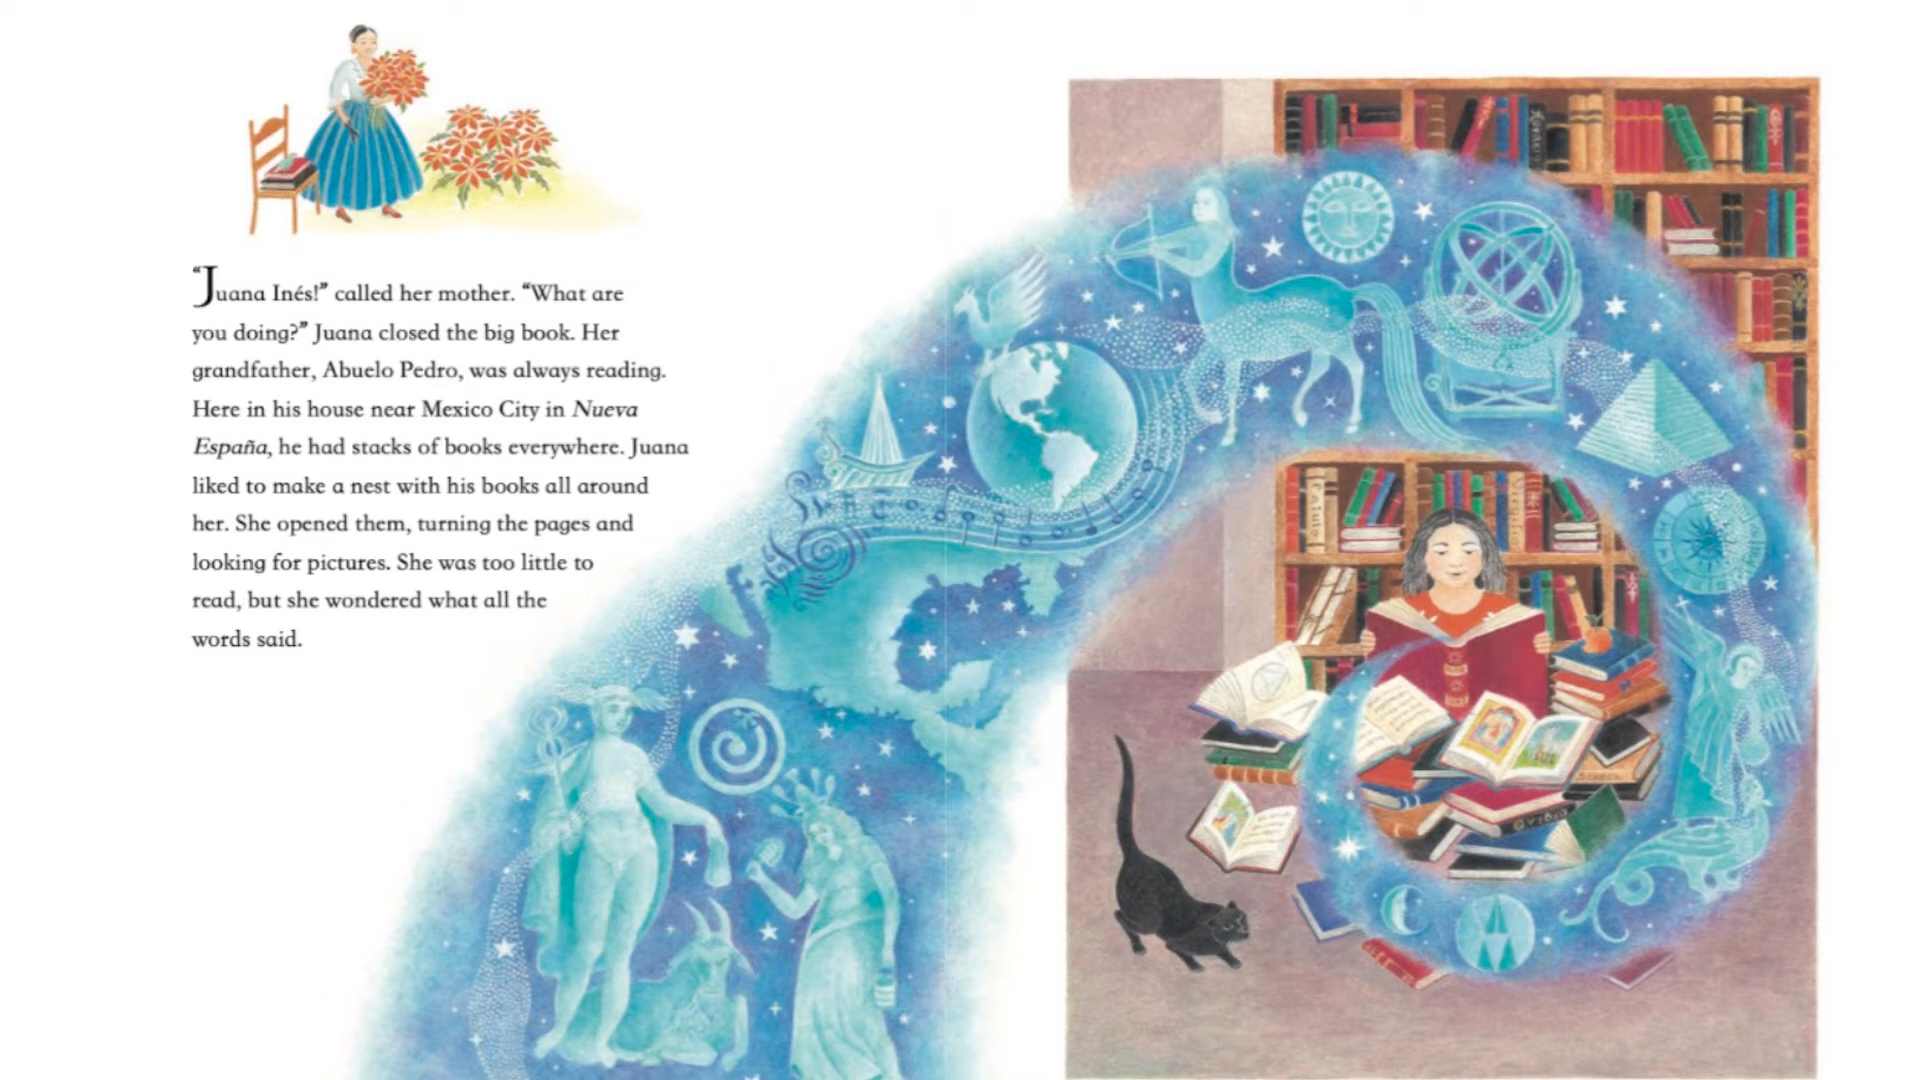 “Juana Inés!” called her mother. “What are
you doing?” Juana closed the big book. Her
grandfather, Abuelo Pedro, was always reading.
Here in his house near Mexico City in Nueva
España, he had stacks of books everywhere. Juana
liked to make a nest with his books all around
her. She opened them, turning the pages and
looking for pictures. She was too little to
read, but she wondered what all the
words said.
OVIDIO